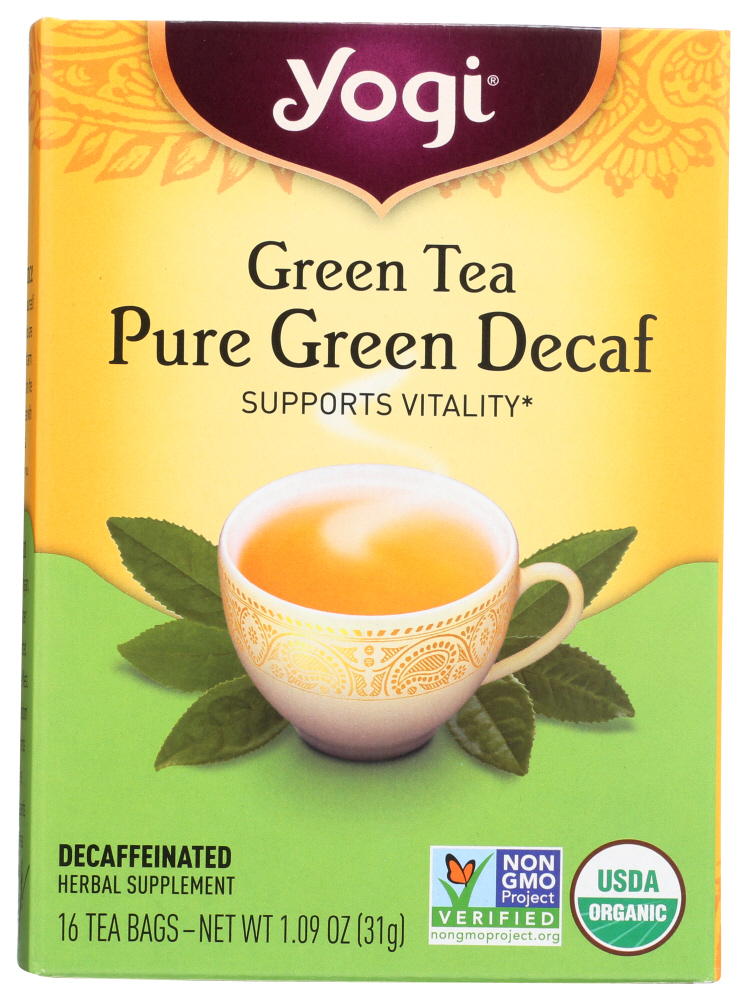 yogi®
Green Tea
Pure Green Decaf
SUPPORTS VITALITY*
DECAFFEINATED
HERBAL SUPPLEMENT
16 TEA BAGS – NET WT 1.09 OZ (31g)
NON
GMO
Project
VERIFIED
nongmoproject.org
USDA
ORGANIC